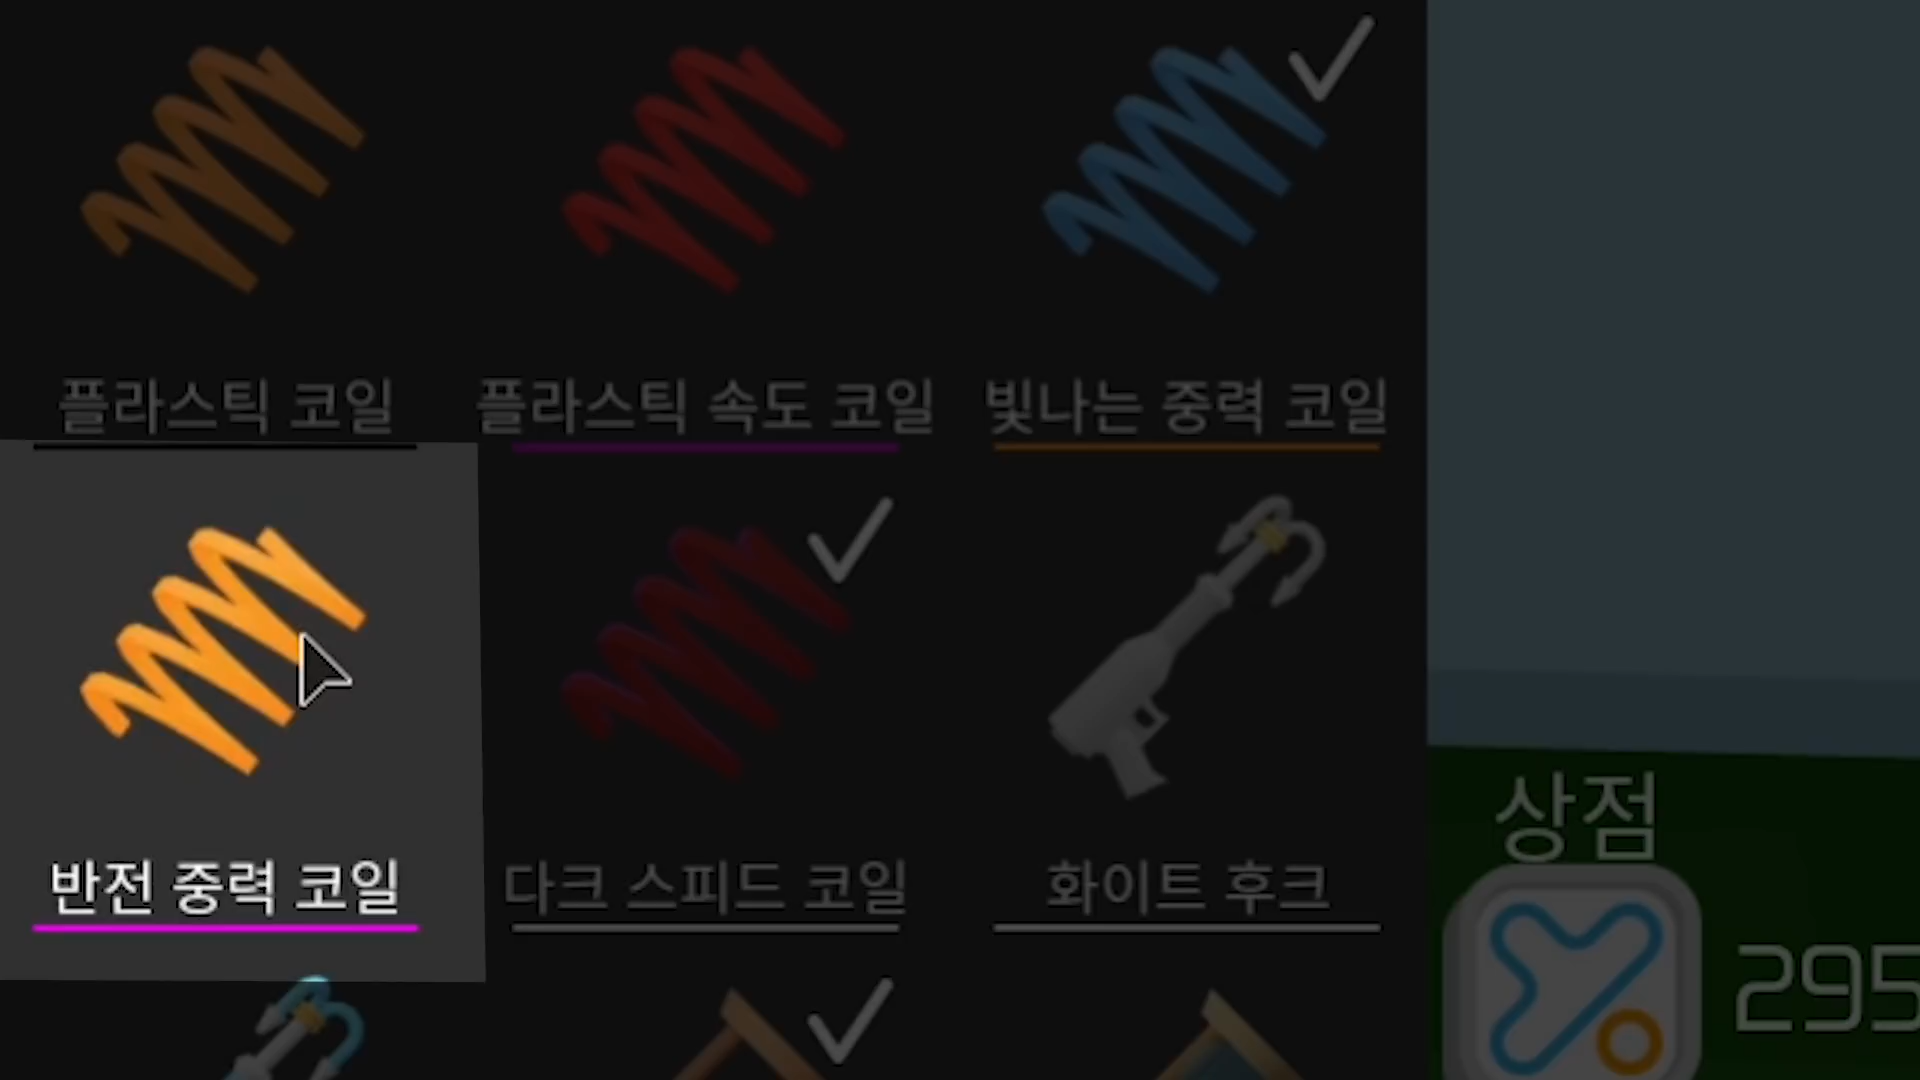 플라스틱 코일
플라스틱 속도 코일
빛나는 중력 코일
반전 중력 코일
다크 스피드 코일
화이트 후크
상점
295